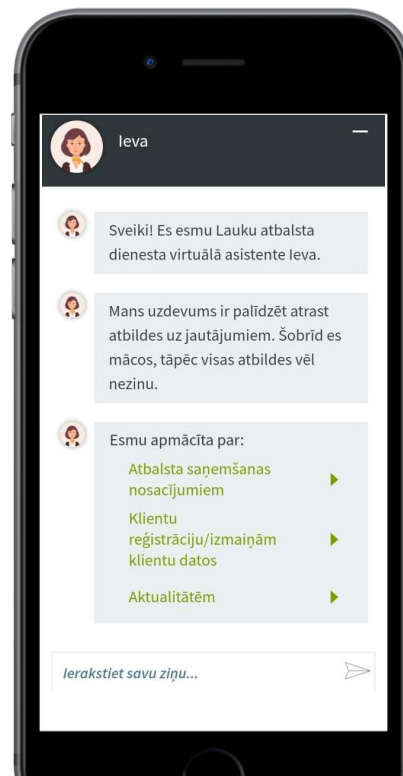 Ieva
Sveiki! Es esmu Lauku atbalsta
dienesta virtuālā asistente Ieva.
Mans uzdevums ir palīdzēt atrast
atbildes uz jautājumiem. Šobrīd es
mācos, tāpēc visas atbildes vēl
nezinu.
Esmu apmācīta par:
Atbalsta saņemšanas
nosacījumiem
Klientu
reģistrāciju/izmaiņām
klientu datos
Aktualitātēm
Ierakstiet savu ziņu...